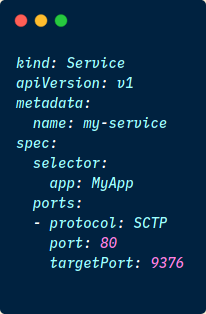 kind: Service
apiVersion: v1
metadata:
  name: my-service
spec:
  selector:
    app: MyApp
  ports:
  - protocol: SCTP
    port: 80
    targetPort: 9376